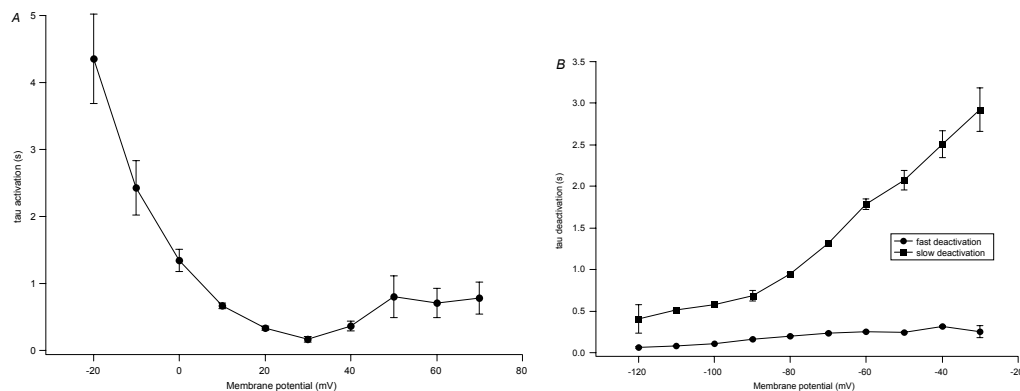 A
5
4
3
2
1
0
-20 0 20 40 60 80
Membrane potential (mV)
tau activation (s)
B
3.5
3.0
2.5
2.0
1.5
1.0
0.5
0.0
-120 -100 -80 -60 -40 -20
Membrane potential (mV)
tau deactivation (s)
fast deactivation
slow deactivation